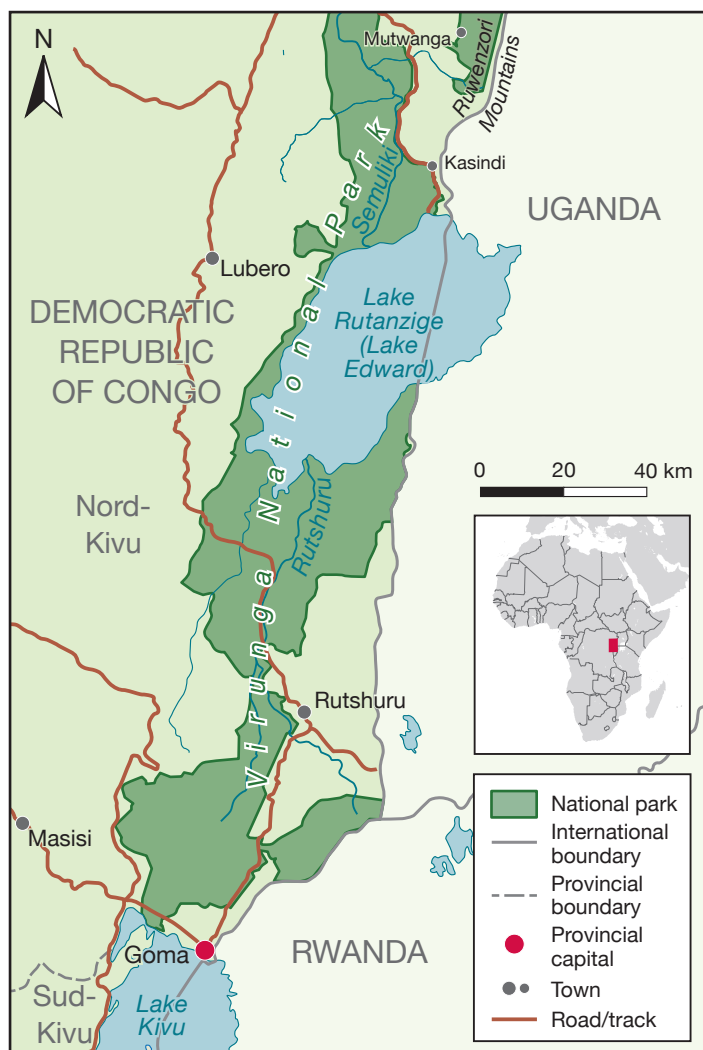 N
Mutwanga
Ruwenzori
Mountains
Kasindi
Semuliki
UGANDA
Lubero
DEMOCRATIC
REPUBLIC
OF CONGO
Lake
Rutanzige
(Lake
Edward)
Virunga National Park
0 20 40 km
Nord-
Kivu
Rutshuru
Rutshuru
Masisi
Goma
RWANDA
Sud-
Kivu
Lake
Kivu
National park
International
boundary
Provincial
boundary
Provincial
capital
Town
Road/track